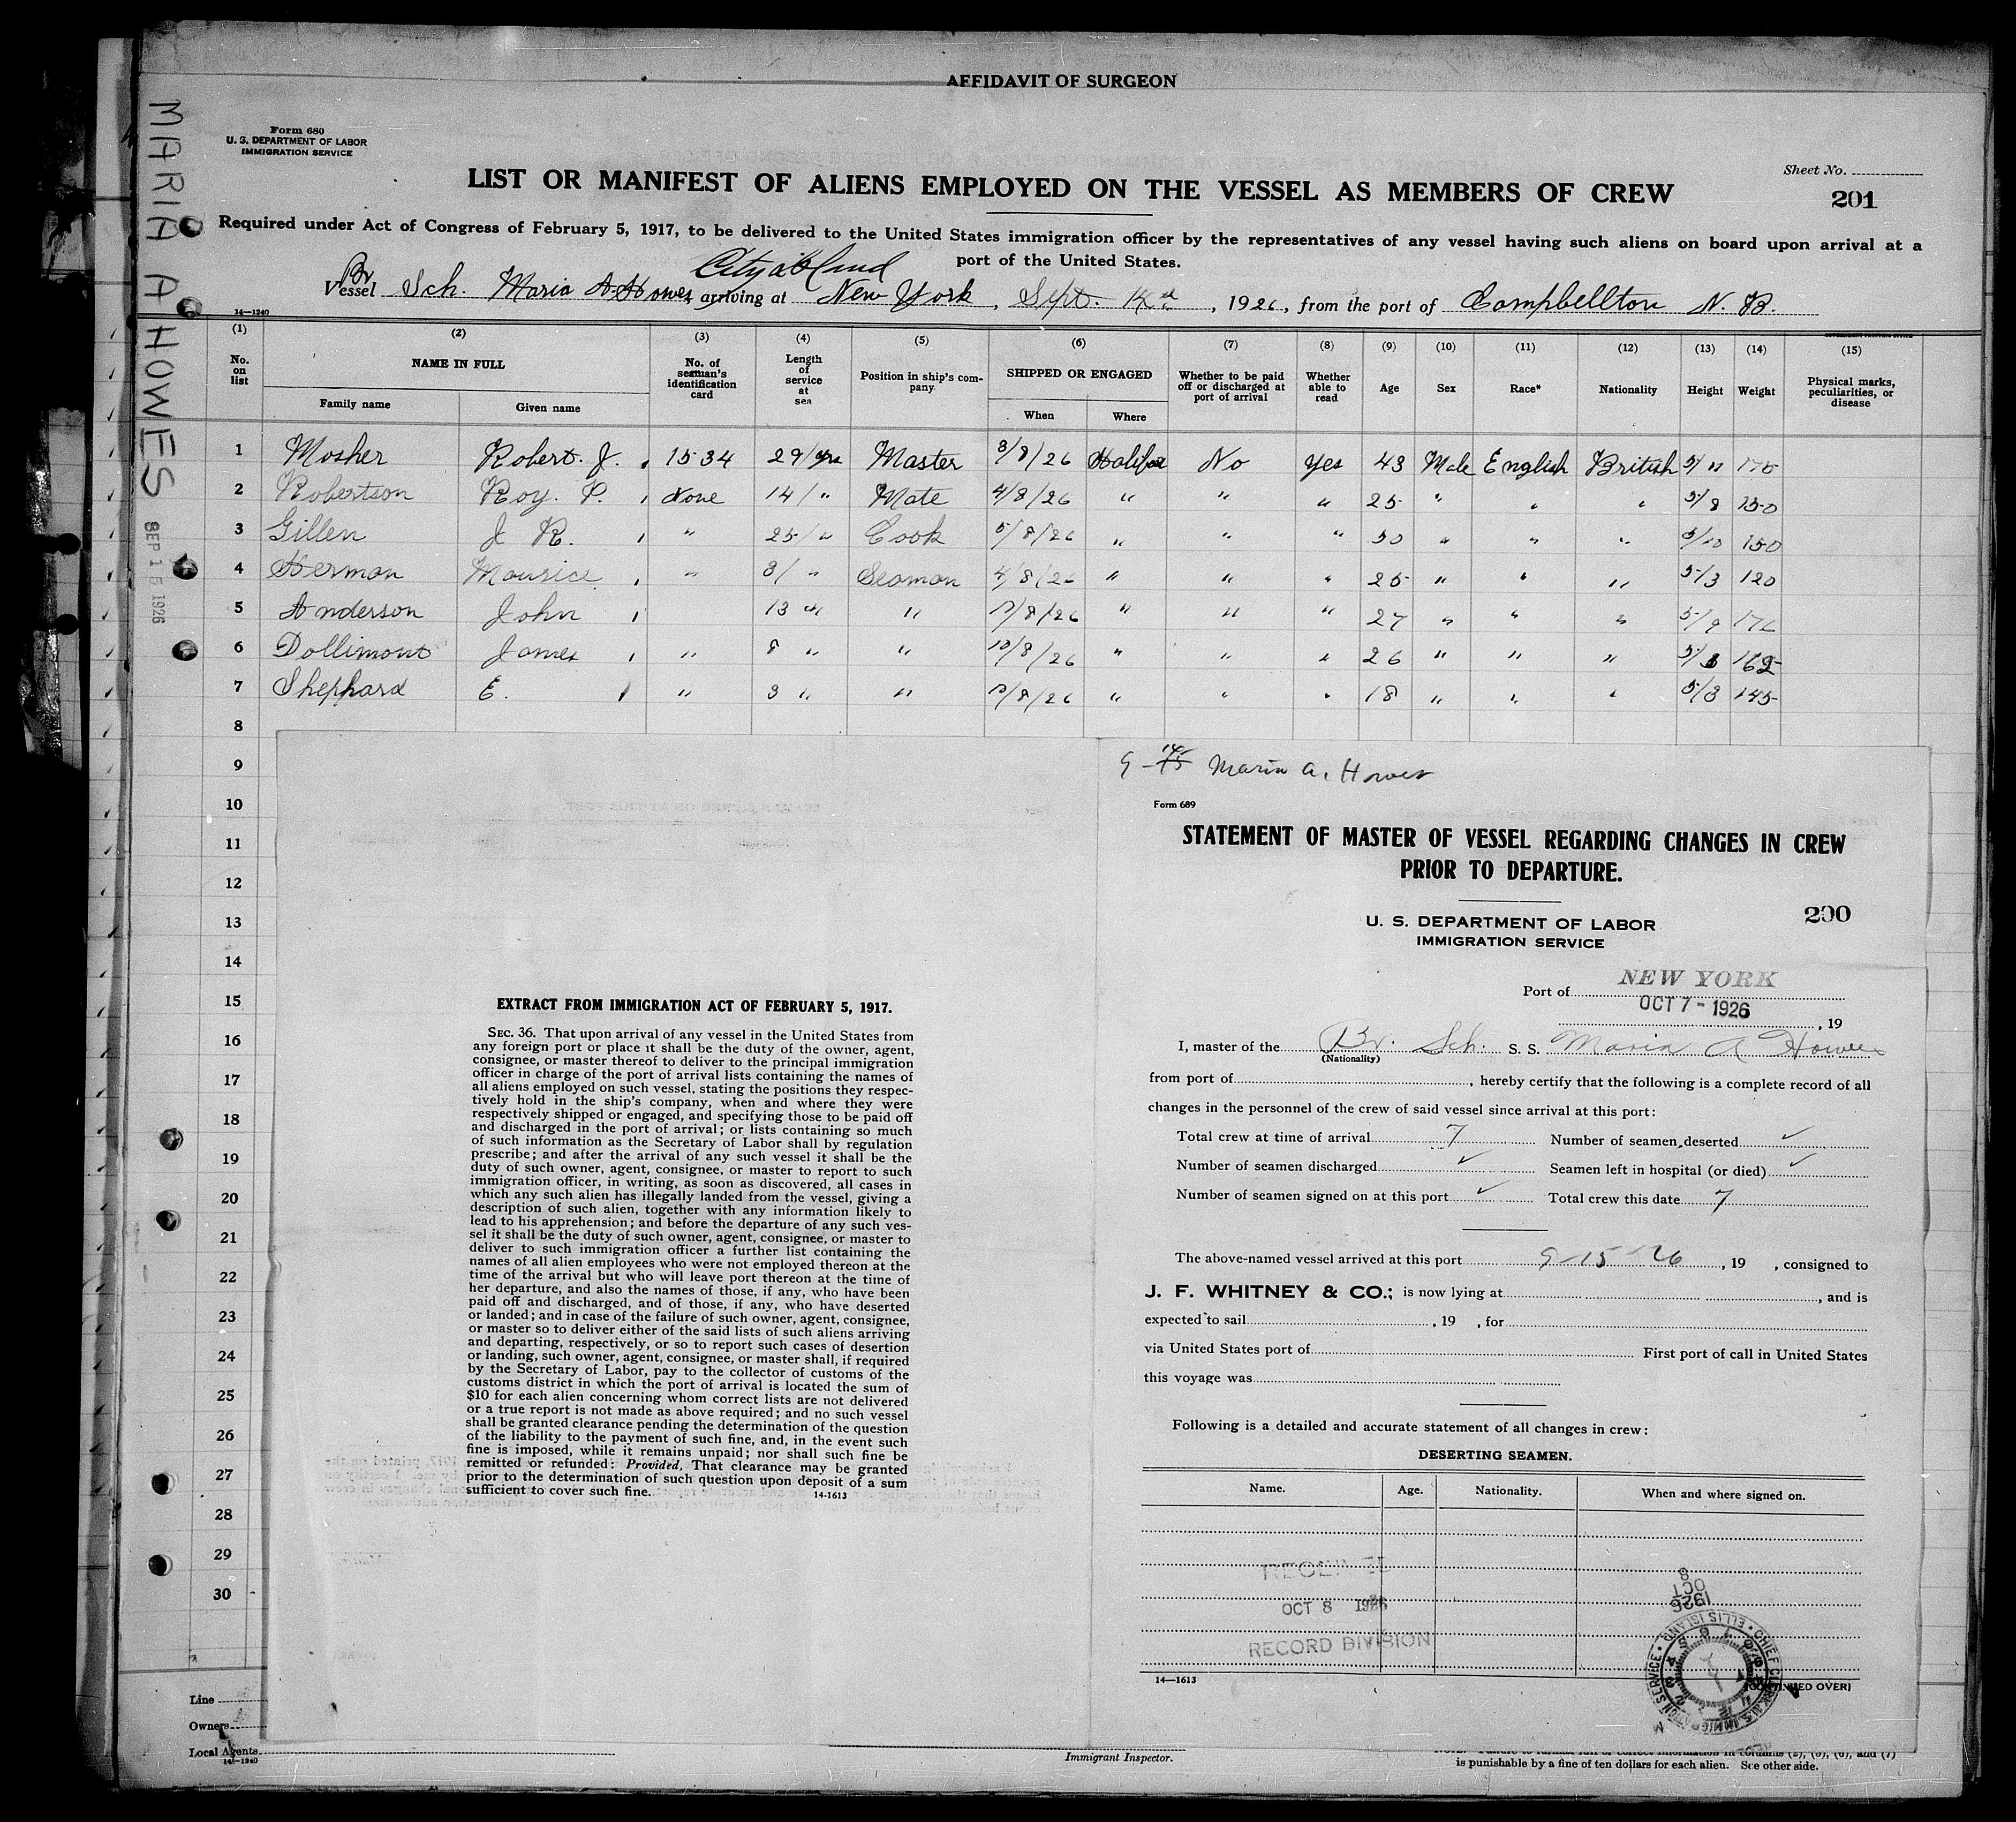 AFFIDAVIT OF SURGEON
Form 680
U. S. DEPARTMENT OF LABOR
IMMIGRATION SERVICE
MARIA A HOWES
SEP 15 1926
Sheet No.
201
LIST OR MANIFEST OF ALIENS EMPLOYED ON THE VESSEL AS MEMBERS OF CREW
Required under Act of Congress of February 5, 1917, to be delivered to the United States immigration officer by the representatives of any vessel having such aliens on board upon arrival at a
port of the United States.
City Island
Br
Vessel Sch. Maria A Howes, arriving at New York, Sept. 14th, 1926, from the port of Campbellton N. B.
14—1240
(1) (2) (3) (4) (5) (6) (7) (8) (9) (10) (11) (12) (13) (14) (15)
No. on list NAME IN FULL No. of seaman's identification card Length of service at sea Position in ship's company SHIPPED OR ENGAGED Whether to be paid off or discharged at port of arrival Whether able to read Age Sex Race* Nationality Height Weight Physical marks, peculiarities, or disease
Family name Given name When Where
1 Mosher Robert. J. 1534 29/yrs Master 3/8/26 Halifax No Yes 43 Male English British 5/11 170
2 Robertson Roy. P. None 14/ " Mate 4/8/26 " " " 25 " " " 5/8 150
3 Gillen J R. " 25/ " Cook 5/8/26 " " " 50 " " " 5/10 150
4 Herman Maurice " 3/ " Seaman 4/8/26 " " " 25 " " " 5/3 120
5 Anderson John 13 " " /8/26 " " " 27 " " " 5/9
6 Dollimont James " 8 " " 10/8/26 " " " 26 " " " 162
7 Shephard E. " 3 " " /8/26 " " " 18 " " " 5/3 145
8
9
10
11
12
13
14
15
16
17
18
19
20
21
22
23
24
25
26
27
28
29
30
Line
Owners
Local Agents
14—1240
Immigrant Inspector.
is punishable by a fine of ten dollars for each alien. See other side.
EXTRACT FROM IMMIGRATION ACT OF FEBRUARY 5, 1917.
SEC. 36. That upon arrival of any vessel in the United States from
any foreign port or place it shall be the duty of the owner, agent,
consignee, or master thereof to deliver to the principal immigration
officer in charge of the port of arrival lists containing the names of
all aliens employed on such vessel, stating the positions they respec-
tively hold in the ship's company, when and where they were
respectively shipped or engaged, and specifying those to be paid off
and discharged in the port of arrival; or lists containing so much
of such information as the Secretary of Labor shall by regulation
prescribe; and after the arrival of any such vessel it shall be the
duty of such owner, agent, consignee, or master to report to such
immigration officer, in writing, as soon as discovered, all cases in
which any such alien has illegally landed from the vessel, giving a
description of such alien, together with any information likely to
lead to his apprehension; and before the departure of any such ves-
sel it shall be the duty of such owner, agent, consignee, or master to
deliver to such immigration officer a further list containing the
names of all alien employees who were not employed thereon at the
time of the arrival but who will leave port thereon at the time of
her departure, and also the names of those, if any, who have been
paid off and discharged, and of those, if any, who have deserted
or landed; and in case of the failure of such owner, agent, consignee,
or master so to deliver either of the said lists of such aliens arriving
and departing, respectively, or so to report such cases of desertion
or landing, such owner, agent, consignee, or master shall, if required
by the Secretary of Labor, pay to the collector of customs of the
customs district in which the port of arrival is located the sum of
$10 for each alien concerning whom correct lists are not delivered
or a true report is not made as above required; and no such vessel
shall be granted clearance pending the determination of the question
of the liability to the payment of such fine, and, in the event such
fine is imposed, while it remains unpaid; nor shall such fine be
remitted or refunded: Provided, That clearance may be granted
prior to the determination of such question upon deposit of a sum
sufficient to cover such fine.
14-1613
9-15 14 Maria A. Howes
Form 689
STATEMENT OF MASTER OF VESSEL REGARDING CHANGES IN CREW
PRIOR TO DEPARTURE.
U. S. DEPARTMENT OF LABOR
IMMIGRATION SERVICE
200
Port of NEW YORK
OCT 7 - 1926, 19
I, master of the Br. Sch. S. S. Maria A Howes
(Nationality)
from port of, hereby certify that the following is a complete record of all
changes in the personnel of the crew of said vessel since arrival at this port:
Total crew at time of arrival 7 Number of seamen deserted ✓
Number of seamen discharged ✓ Seamen left in hospital (or died) ✓
Number of seamen signed on at this port ✓ Total crew this date 7
The above-named vessel arrived at this port 9-15-26, 19 , consigned to
J. F. WHITNEY & CO.; is now lying at, and is
expected to sail, 19 , for
via United States port of First port of call in United States
this voyage was
Following is a detailed and accurate statement of all changes in crew:
DESERTING SEAMEN.
Name. Age. Nationality. When and where signed on.
RECEIVED
OCT 8 1926
RECORD DIVISION
1926
OCT
8
CHIEF CLERK U.S. IMMIGRATION SERVICE • ELLIS ISLAND
14—1613
(CONTINUED OVER)